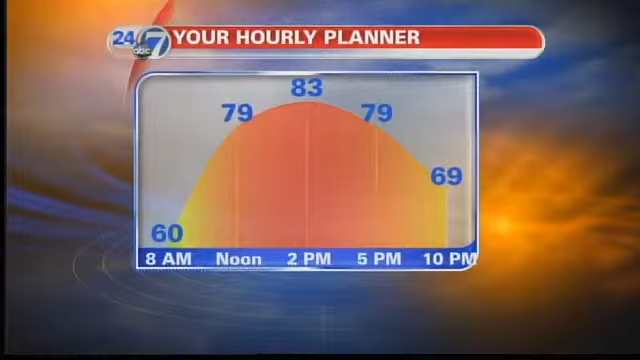 24 abc 7 YOUR HOURLY PLANNER
83
79 79
69
60
8 AM Noon 2 PM 5 PM 10 PM